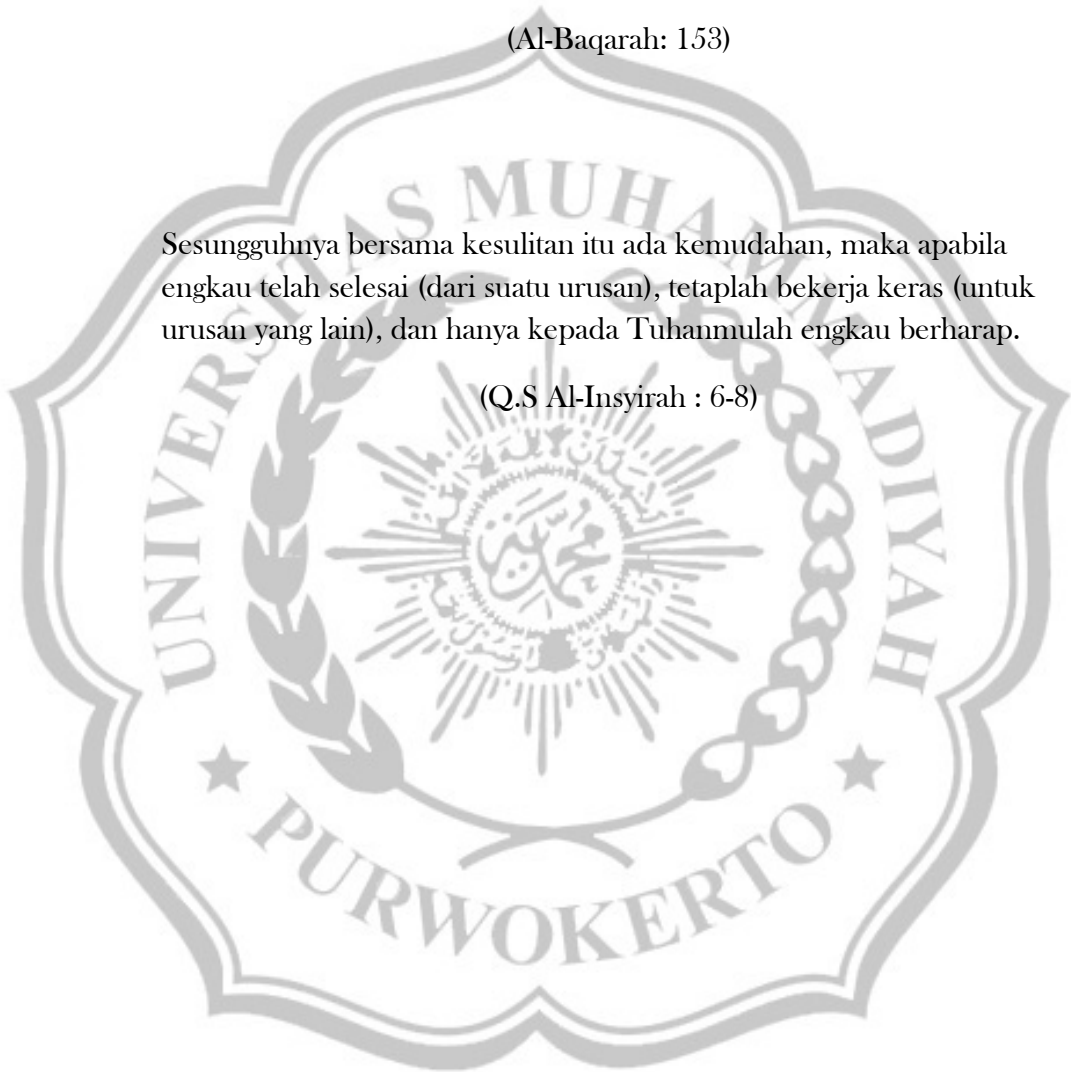 (Al-Baqarah: 153)
Sesungguhnya bersama kesulitan itu ada kemudahan, maka apabila
engkau telah selesai (dari suatu urusan), tetaplah bekerja keras (untuk
urusan yang lain), dan hanya kepada Tuhanmulah engkau berharap.
(Q.S Al-Insyirah : 6-8)
UNIVERSITAS MUHAMMADIYAH
PURWOKERTO
محمد